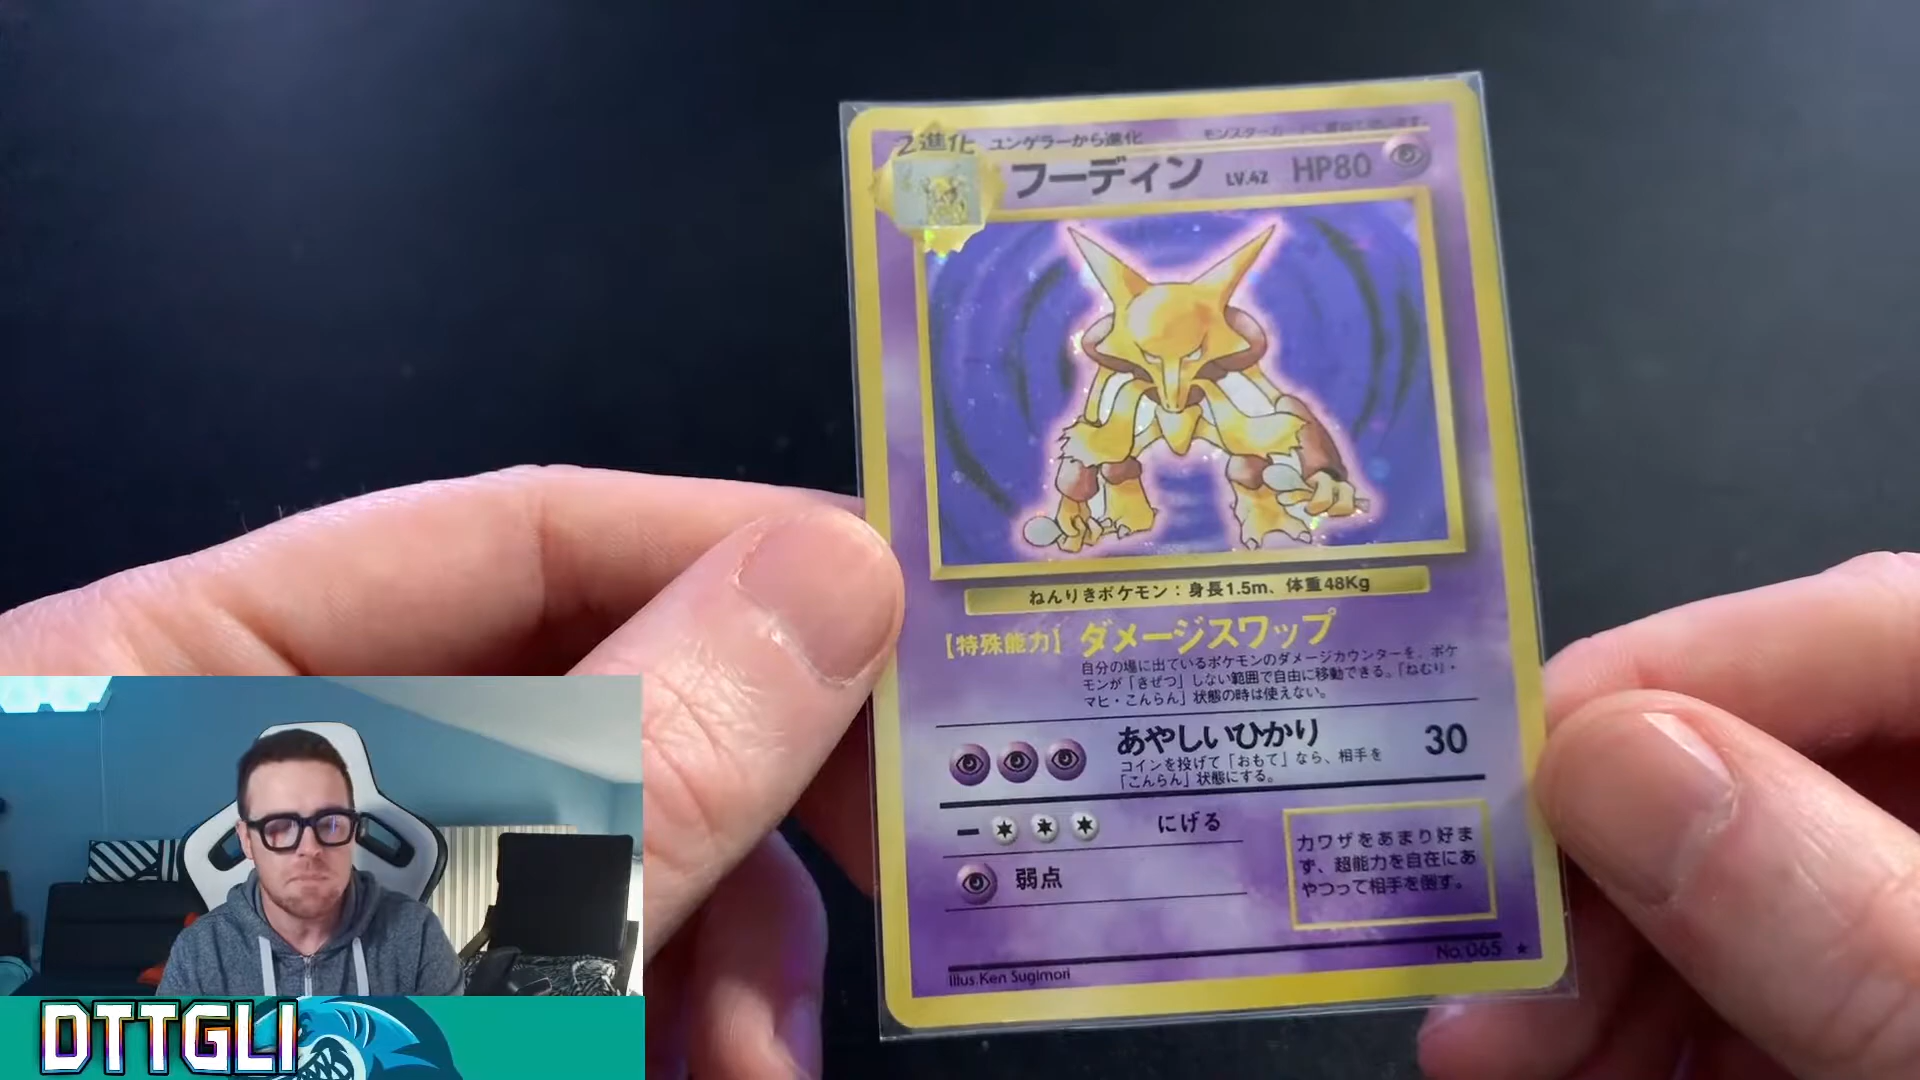 2進化 ユンゲラーから進化
フーディン LV.42 HP80
ねんりきポケモン：身長1.5m、体重48Kg
【特殊能力】ダメージスワップ
自分の場に出ているポケモンのダメージカウンターを、ポケ
モンが「きぜつ」しない範囲で自由に移動できる。「ねむり・
マヒ・こんらん」状態の時は使えない。
あやしいひかり 30
コインを投げて「おもて」なら、相手を
「こんらん」状態にする。
にげる
弱点
力ワザをあまり好ま
ず、超能力を自在にあ
やつって相手を倒す。
Illus.Ken Sugimori
No.065
DTTGLI